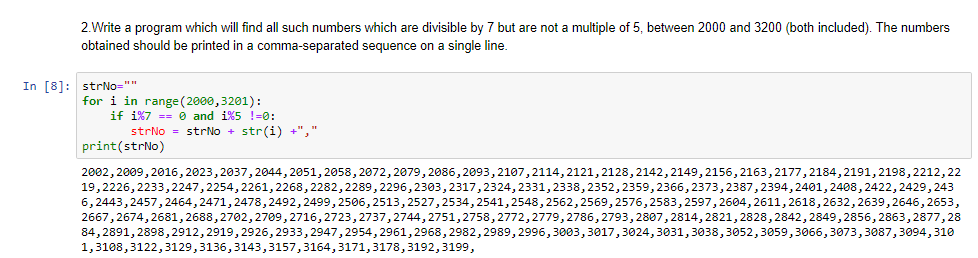 2.Write a program which will find all such numbers which are divisible by 7 but are not a multiple of 5, between 2000 and 3200 (both included). The numbers
obtained should be printed in a comma-separated sequence on a single line.
In [8]: strNo=""
for i in range(2000,3201):
    if i%7 == 0 and i%5 !=0:
       strNo = strNo + str(i) +","
print(strNo)
2002,2009,2016,2023,2037,2044,2051,2058,2072,2079,2086,2093,2107,2114,2121,2128,2142,2149,2156,2163,2177,2184,2191,2198,2212,22
19,2226,2233,2247,2254,2261,2268,2282,2289,2296,2303,2317,2324,2331,2338,2352,2359,2366,2373,2387,2394,2401,2408,2422,2429,243
6,2443,2457,2464,2471,2478,2492,2499,2506,2513,2527,2534,2541,2548,2562,2569,2576,2583,2597,2604,2611,2618,2632,2639,2646,2653,
2667,2674,2681,2688,2702,2709,2716,2723,2737,2744,2751,2758,2772,2779,2786,2793,2807,2814,2821,2828,2842,2849,2856,2863,2877,28
84,2891,2898,2912,2919,2926,2933,2947,2954,2961,2968,2982,2989,2996,3003,3017,3024,3031,3038,3052,3059,3066,3073,3087,3094,310
1,3108,3122,3129,3136,3143,3157,3164,3171,3178,3192,3199,